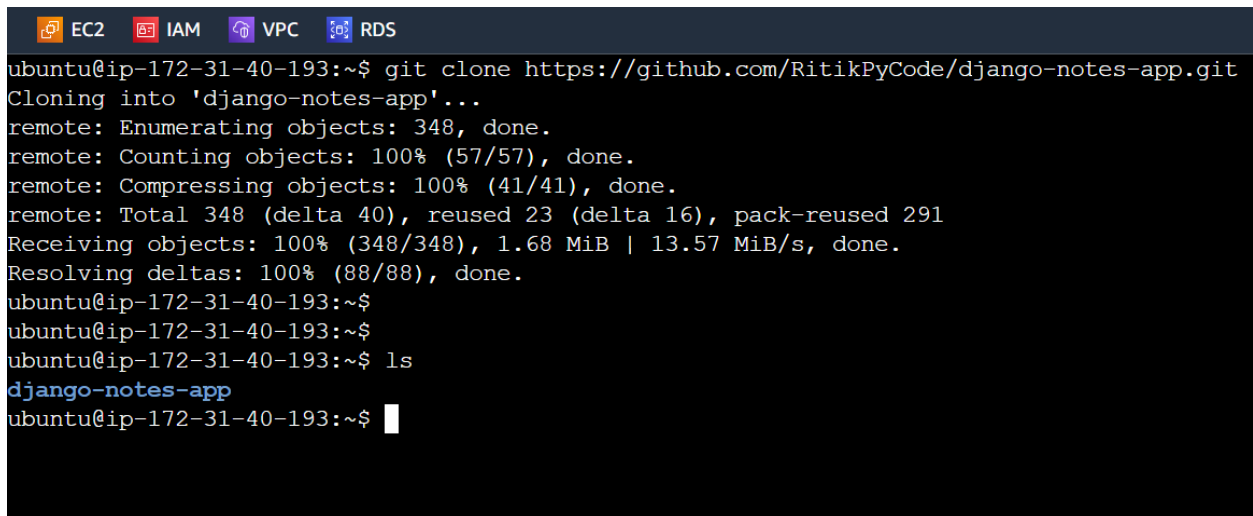 EC2 IAM VPC RDS
ubuntu@ip-172-31-40-193:~$ git clone https://github.com/RitikPyCode/django-notes-app.git
Cloning into 'django-notes-app'...
remote: Enumerating objects: 348, done.
remote: Counting objects: 100% (57/57), done.
remote: Compressing objects: 100% (41/41), done.
remote: Total 348 (delta 40), reused 23 (delta 16), pack-reused 291
Receiving objects: 100% (348/348), 1.68 MiB | 13.57 MiB/s, done.
Resolving deltas: 100% (88/88), done.
ubuntu@ip-172-31-40-193:~$
ubuntu@ip-172-31-40-193:~$
ubuntu@ip-172-31-40-193:~$ ls
django-notes-app
ubuntu@ip-172-31-40-193:~$